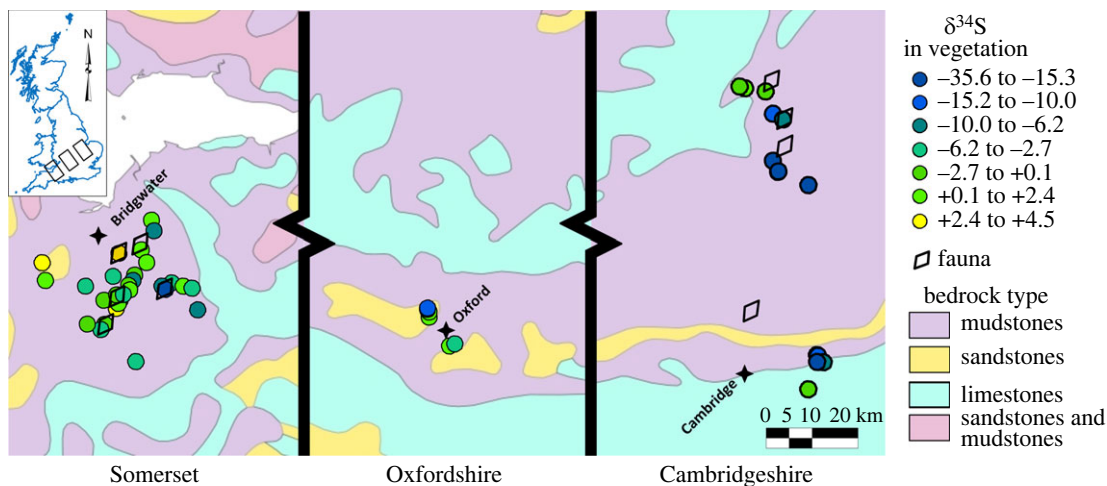 N
Bridgwater
Oxford
Cambridge
0 5 10 20 km
Somerset
Oxfordshire
Cambridgeshire
δ³⁴S
in vegetation
–35.6 to –15.3
–15.2 to –10.0
–10.0 to –6.2
–6.2 to –2.7
–2.7 to +0.1
+0.1 to +2.4
+2.4 to +4.5
fauna
bedrock type
mudstones
sandstones
limestones
sandstones and
mudstones